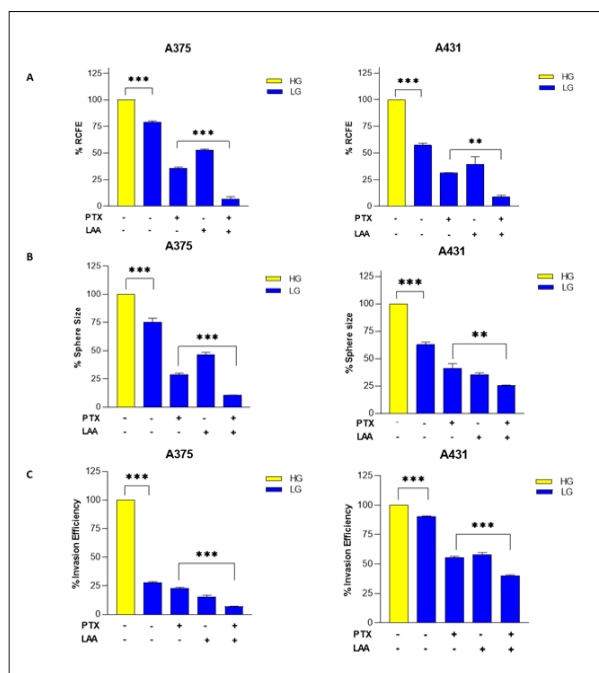 A375
A431
A
125
100
75
50
25
0
% RCFE
***
***
HG
LG
PTX - - + - +
LAA - - - + +
125
100
75
50
25
0
% RCFE
***
**
HG
LG
- - + - +
- - - + +
B
A375
A431
125
100
75
50
25
0
% Sphere Size
***
***
HG
LG
PTX - - + - +
LAA - - - + +
125
100
75
50
25
0
% Sphere size
***
**
HG
LG
PTX - - + - +
LAA - - - + +
C
A375
A431
125
100
75
50
25
0
% Invasion Efficiency
***
***
HG
LG
PTX - - + - +
LAA - - - + +
125
100
75
50
25
0
% Invasion Efficiency
***
***
HG
LG
PTX - - + - +
LAA - - - + +